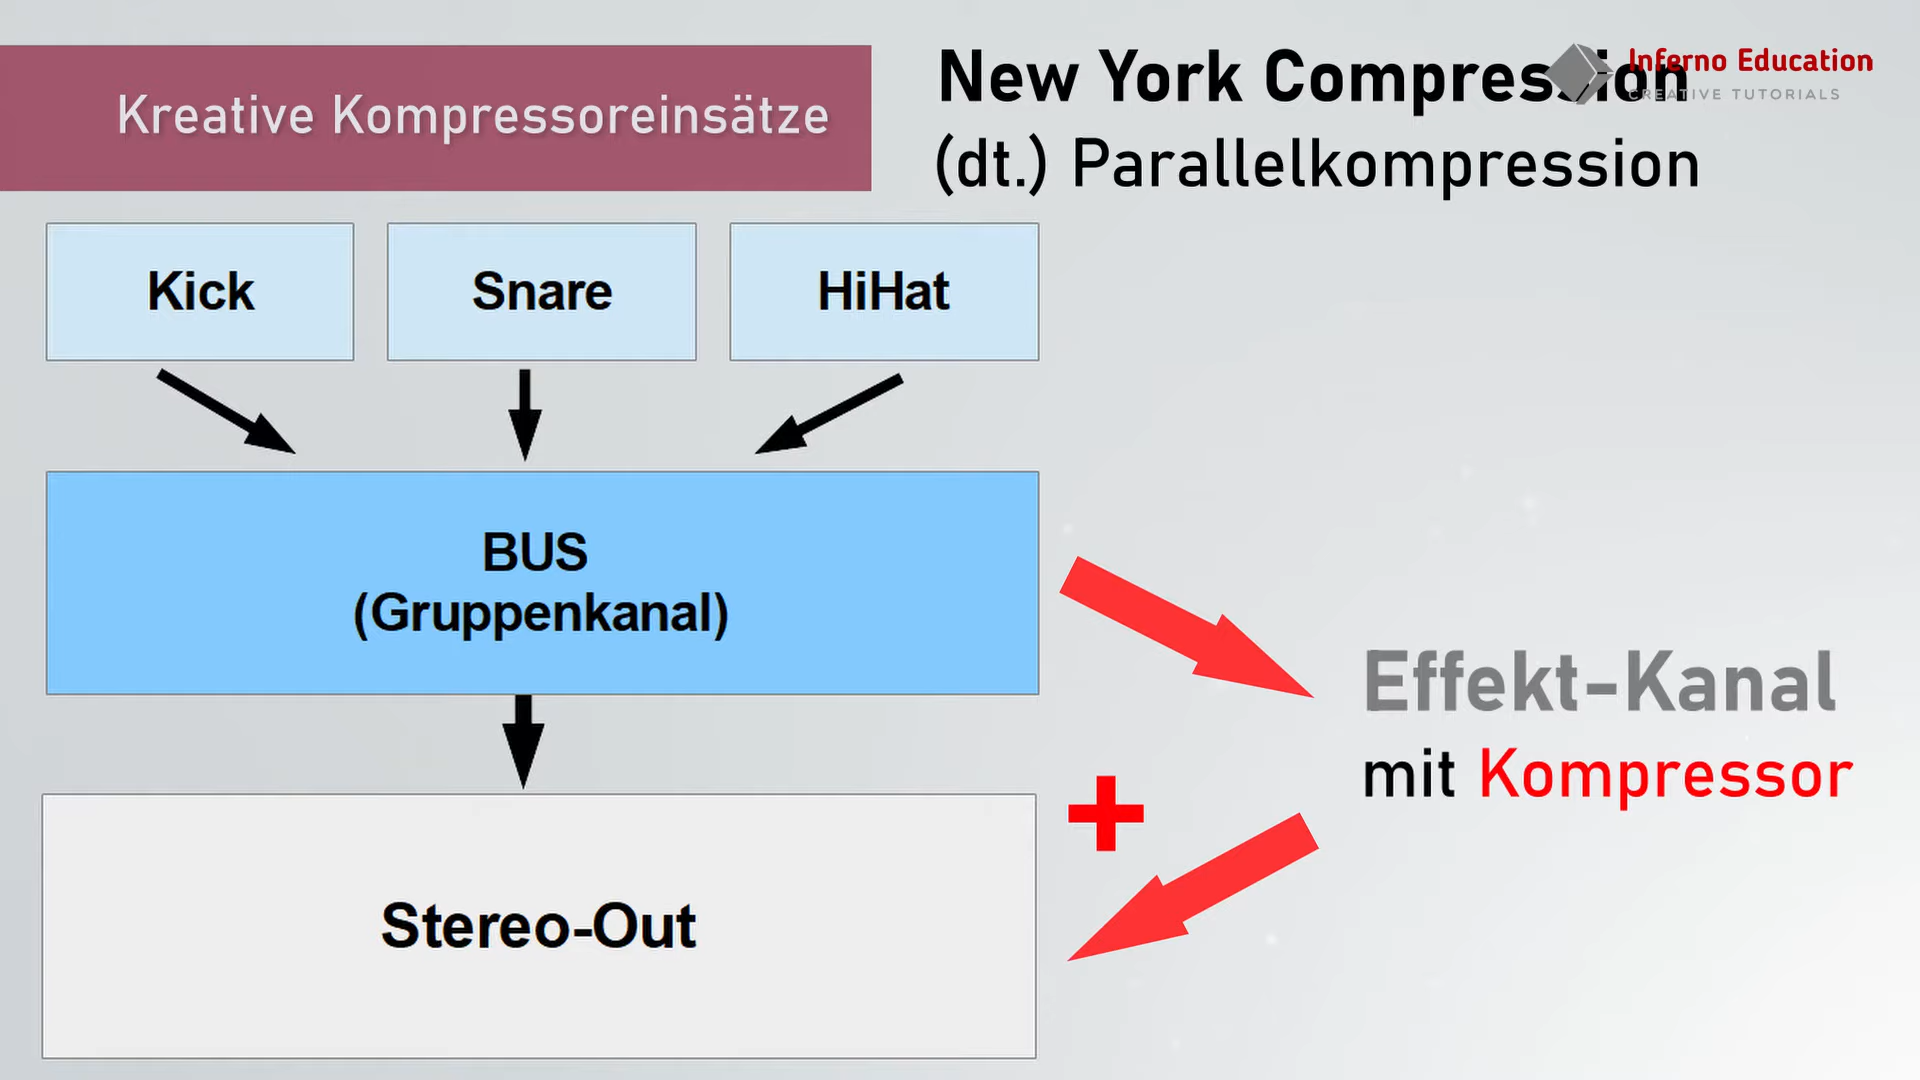 Kreative Kompressoreinsätze
New York Compression
(dt.) Parallelkompression
Inferno Education
CREATIVE TUTORIALS
Kick
Snare
HiHat
BUS
(Gruppenkanal)
Effekt-Kanal
mit Kompressor
+
Stereo-Out